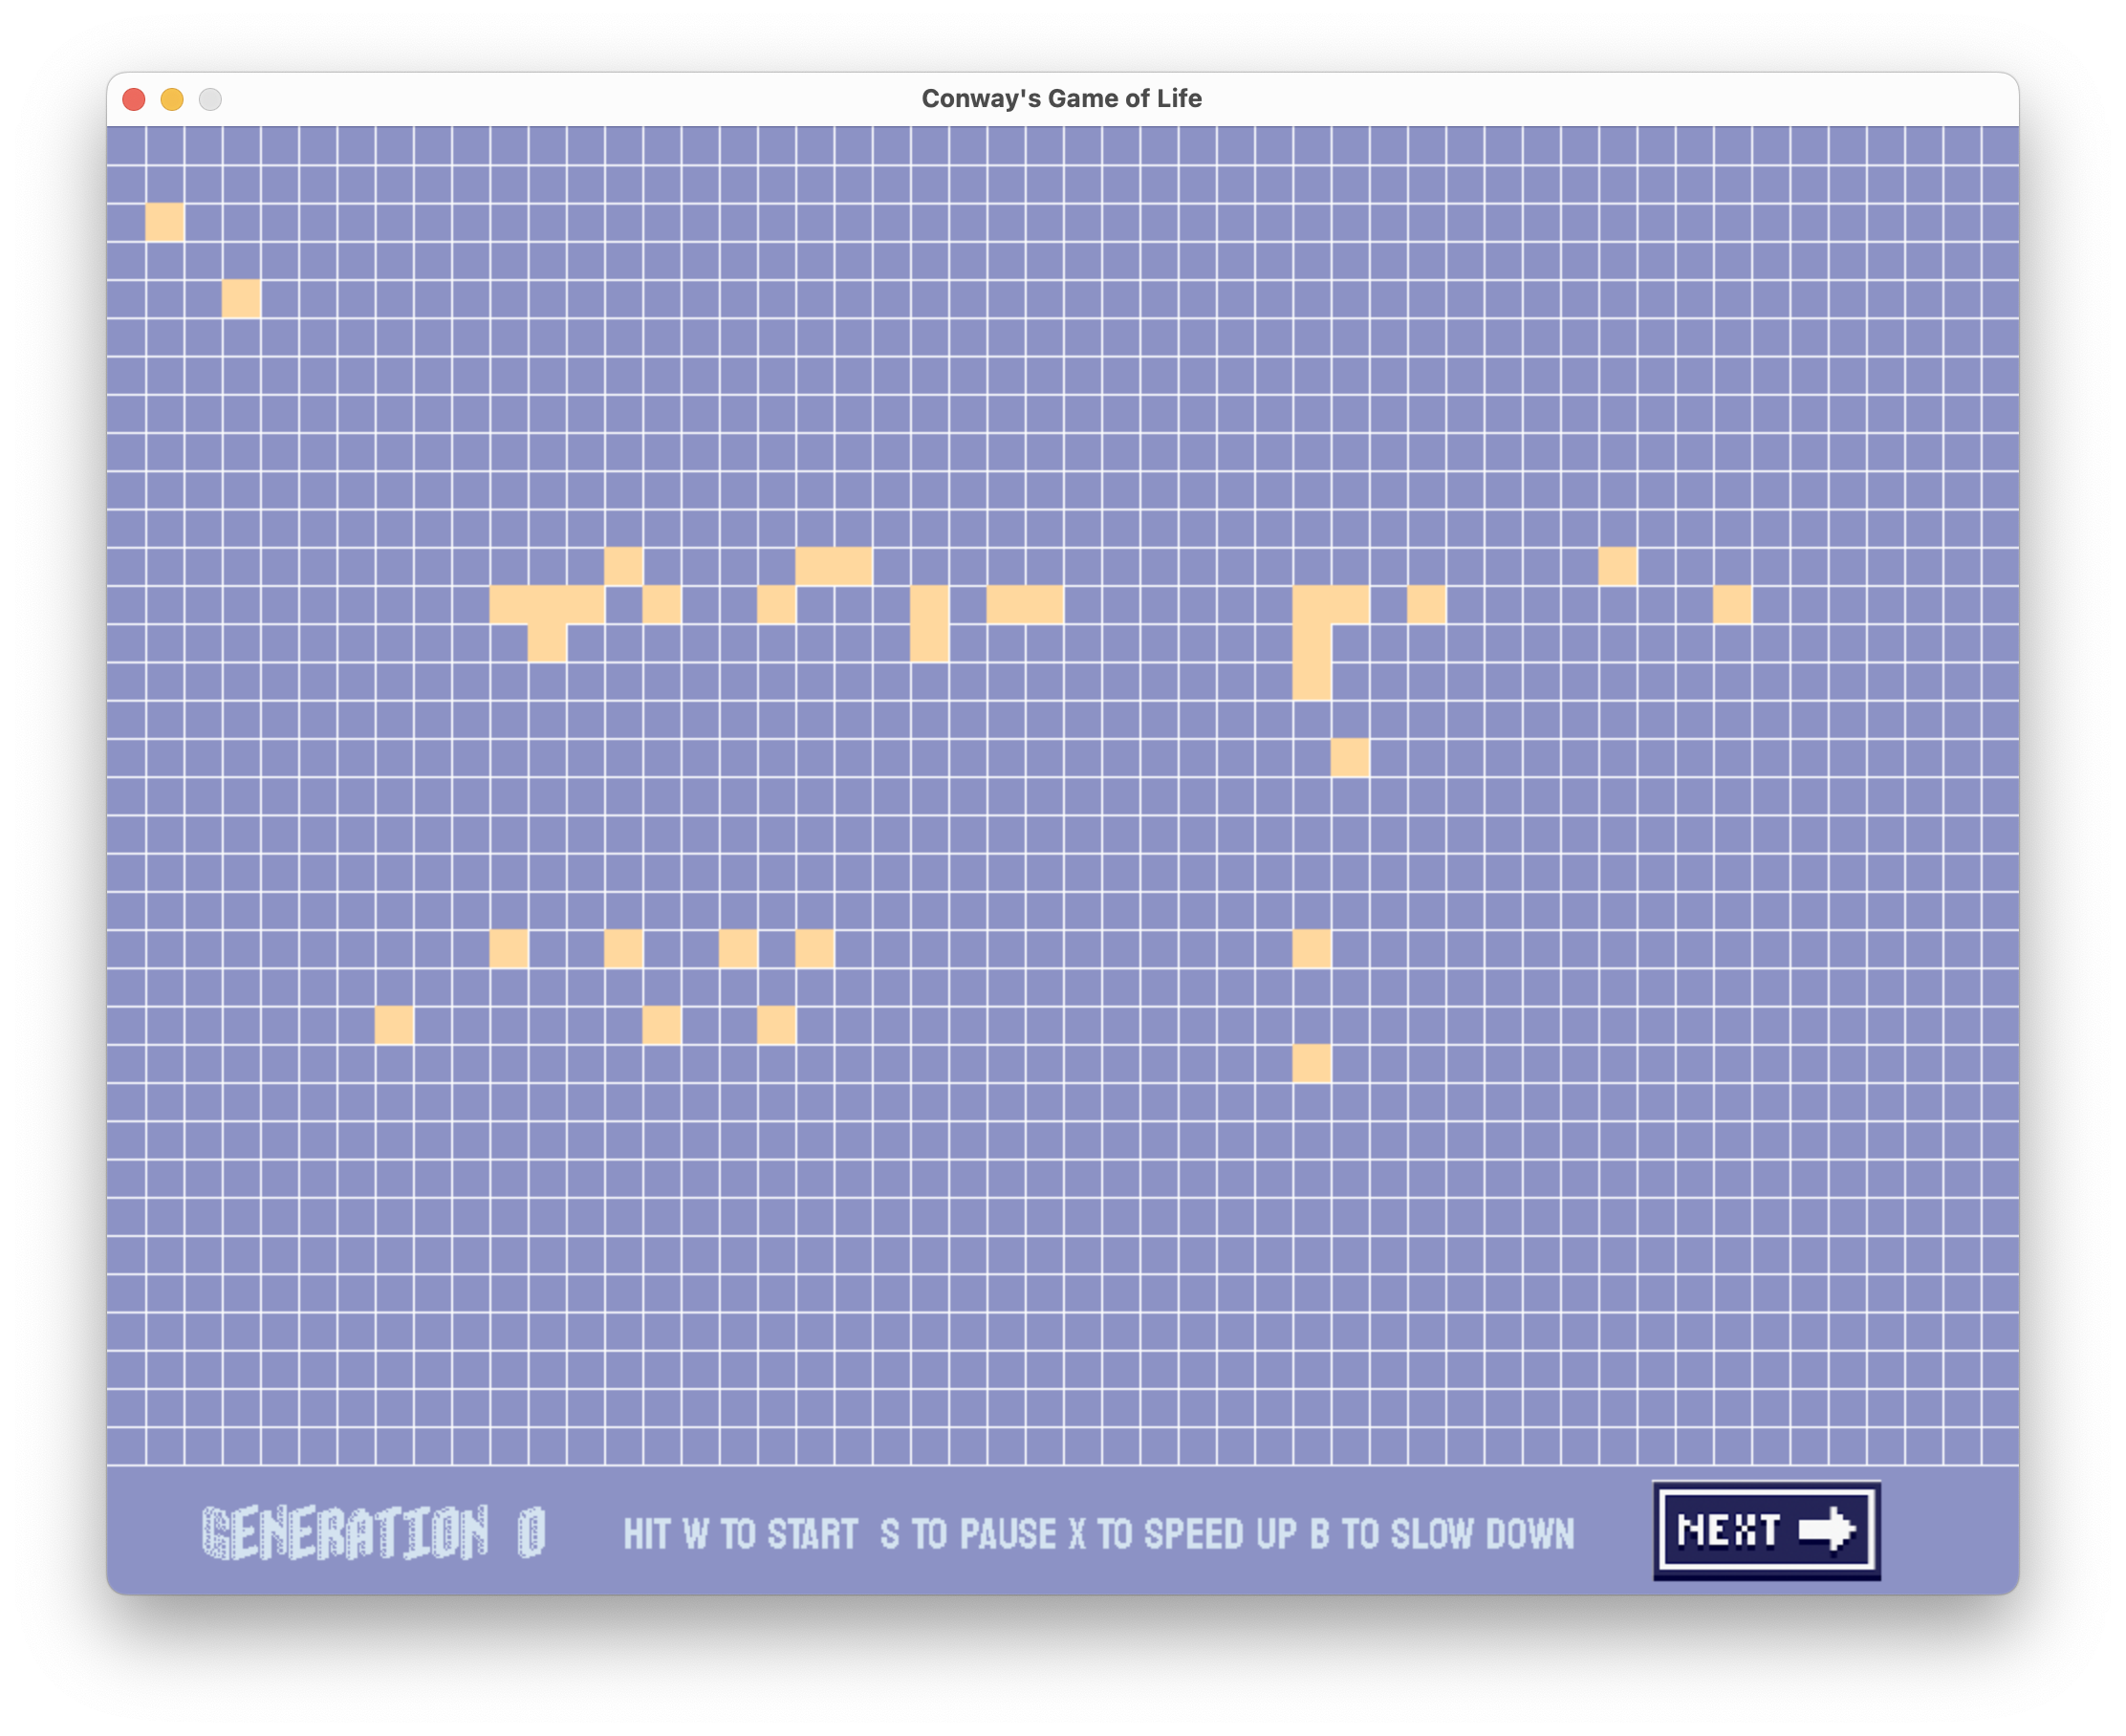 Conway's Game of Life
GENERATION 0
HIT W TO START S TO PAUSE X TO SPEED UP B TO SLOW DOWN
NEXT